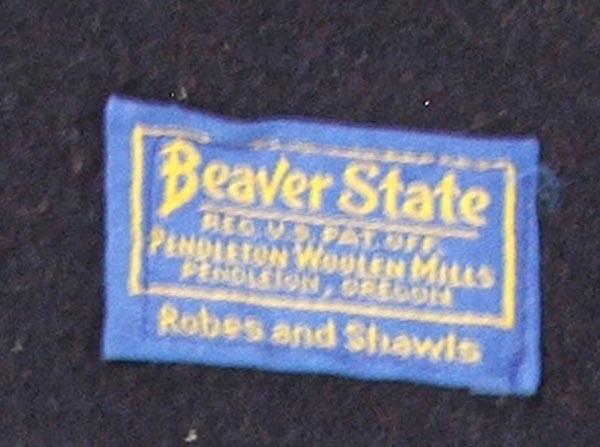 Beaver State
REG. U.S. PAT. OFF.
PENDLETON WOOLEN MILLS
PENDLETON, OREGON
Robes and Shawls